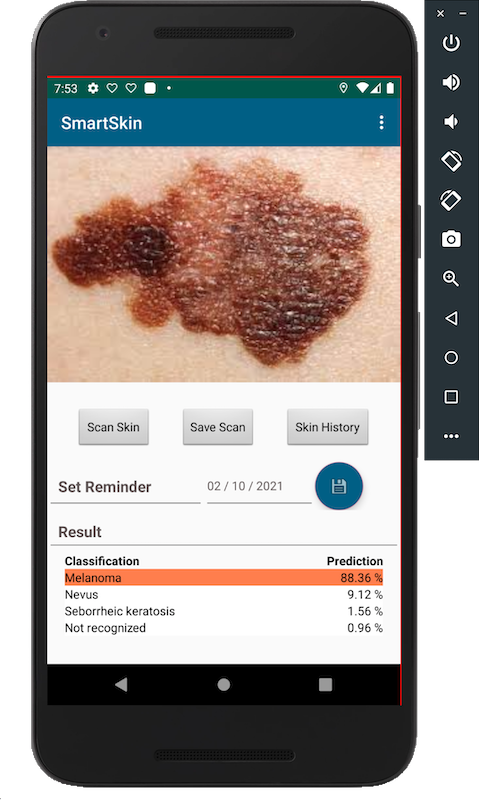 7:53
SmartSkin
Scan Skin Save Scan Skin History
Set Reminder 02 / 10 / 2021
Result
Classification Prediction
Melanoma 88.36 %
Nevus 9.12 %
Seborrheic keratosis 1.56 %
Not recognized 0.96 %